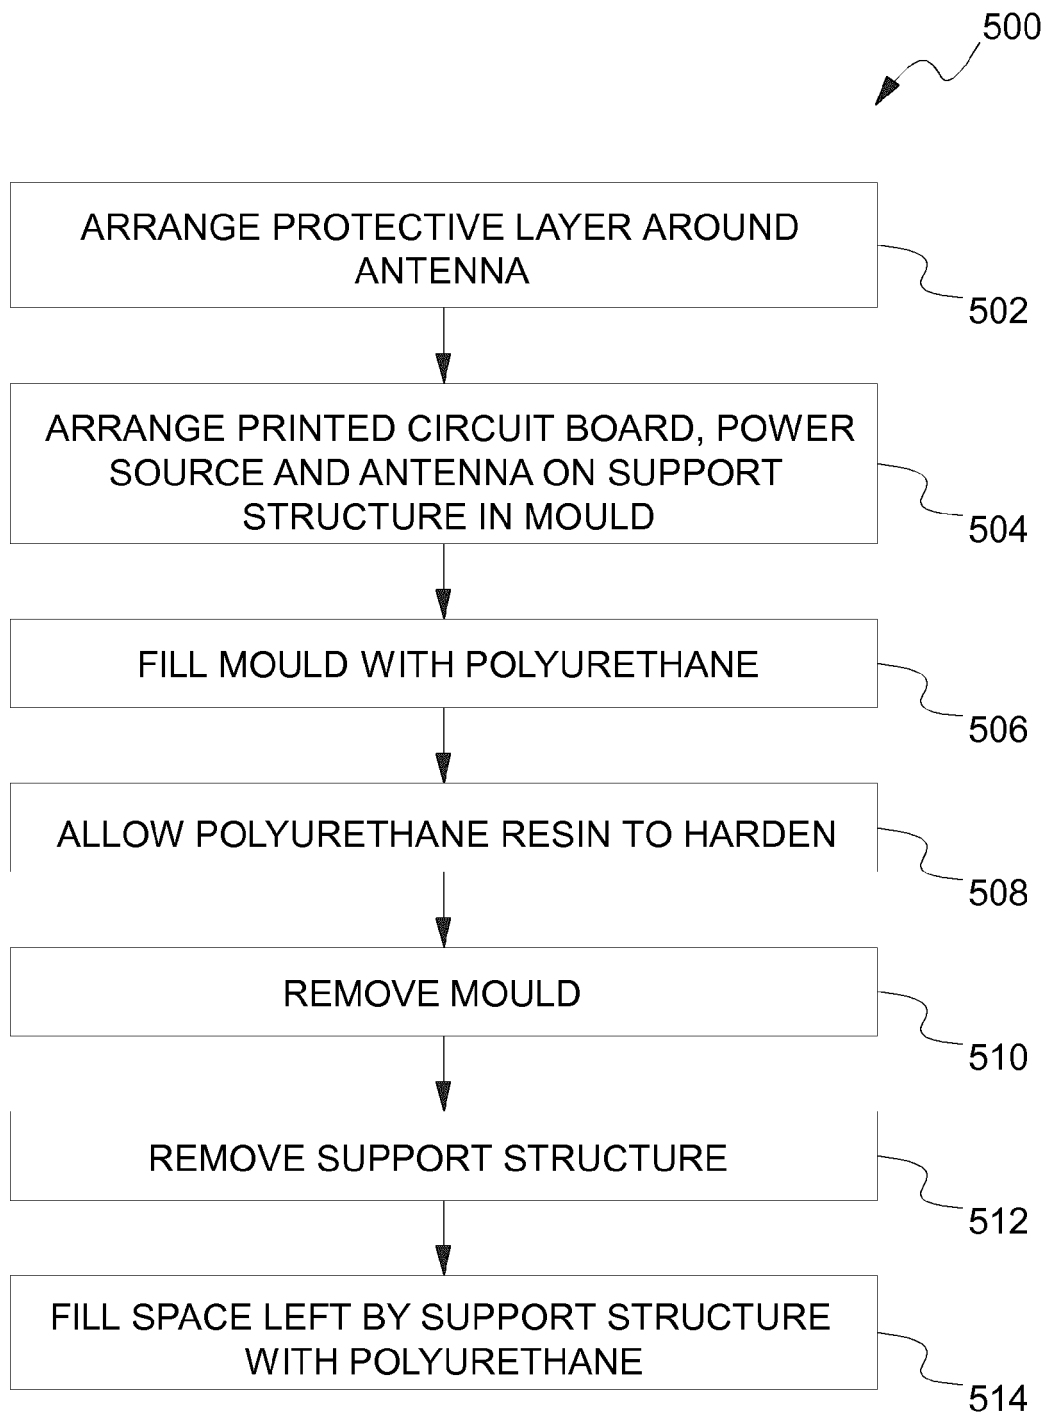 500
ARRANGE PROTECTIVE LAYER AROUND
ANTENNA
502
ARRANGE PRINTED CIRCUIT BOARD, POWER
SOURCE AND ANTENNA ON SUPPORT
STRUCTURE IN MOULD
504
FILL MOULD WITH POLYURETHANE
506
ALLOW POLYURETHANE RESIN TO HARDEN
508
REMOVE MOULD
510
REMOVE SUPPORT STRUCTURE
512
FILL SPACE LEFT BY SUPPORT STRUCTURE
WITH POLYURETHANE
514